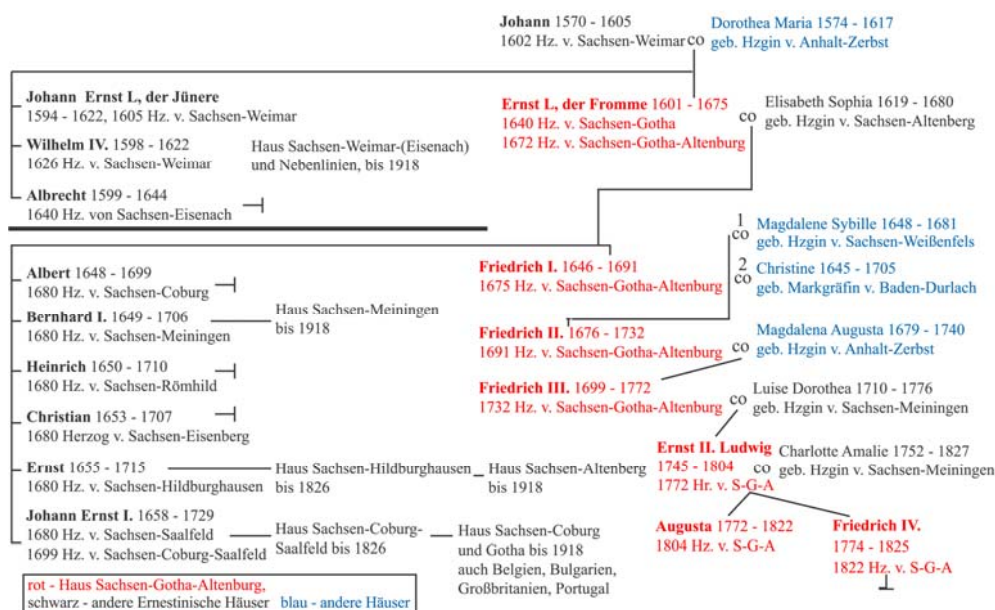 Johann 1570 - 1605
1602 Hz. v. Sachsen-Weimar
co
Dorothea Maria 1574 - 1617
geb. Hzgin v. Anhalt-Zerbst
Johann Ernst L, der Jünere
1594 - 1622, 1605 Hz. v. Sachsen-Weimar
Wilhelm IV. 1598 - 1622
1626 Hz. v. Sachsen-Weimar
Haus Sachsen-Weimar-(Eisenach)
und Nebenlinien, bis 1918
Albrecht 1599 - 1644
1640 Hz. von Sachsen-Eisenach
Ernst L, der Fromme 1601 - 1675
1640 Hz. v. Sachsen-Gotha
1672 Hz. v. Sachsen-Gotha-Altenburg
co
Elisabeth Sophia 1619 - 1680
geb. Hzgin v. Sachsen-Altenberg
Albert 1648 - 1699
1680 Hz. v. Sachsen-Coburg
Bernhard I. 1649 - 1706
1680 Hz. v. Sachsen-Meiningen
Haus Sachsen-Meiningen
bis 1918
Heinrich 1650 - 1710
1680 Hz. v. Sachsen-Römhild
Christian 1653 - 1707
1680 Herzog v. Sachsen-Eisenberg
Ernst 1655 - 1715
1680 Hz. v. Sachsen-Hildburghausen
Haus Sachsen-Hildburghausen
bis 1826
Haus Sachsen-Altenberg
bis 1918
Johann Ernst I. 1658 - 1729
1680 Hz. v. Sachsen-Saalfeld
1699 Hz. v. Sachsen-Coburg-Saalfeld
Haus Sachsen-Coburg-
Saalfeld bis 1826
Haus Sachsen-Coburg
und Gotha bis 1918
auch Belgien, Bulgarien,
Großbritanien, Portugal
Friedrich I. 1646 - 1691
1675 Hz. v. Sachsen-Gotha-Altenburg
1
co
Magdalene Sybille 1648 - 1681
geb. Hzgin v. Sachsen-Weißenfels
2
co
Christine 1645 - 1705
geb. Markgräfin v. Baden-Durlach
Friedrich II. 1676 - 1732
1691 Hz. v. Sachsen-Gotha-Altenburg
co
Magdalena Augusta 1679 - 1740
geb. Hzgin v. Anhalt-Zerbst
Friedrich III. 1699 - 1772
1732 Hz. v. Sachsen-Gotha-Altenburg
co
Luise Dorothea 1710 - 1776
geb. Hzgin v. Sachsen-Meiningen
Ernst II. Ludwig
1745 - 1804
1772 Hr. v. S-G-A
co
Charlotte Amalie 1752 - 1827
geb. Hzgin v. Sachsen-Meiningen
Augusta 1772 - 1822
1804 Hz. v. S-G-A
Friedrich IV.
1774 - 1825
1822 Hz. v. S-G-A
rot - Haus Sachsen-Gotha-Altenburg,
schwarz - andere Ernestinische Häuser blau - andere Häuser